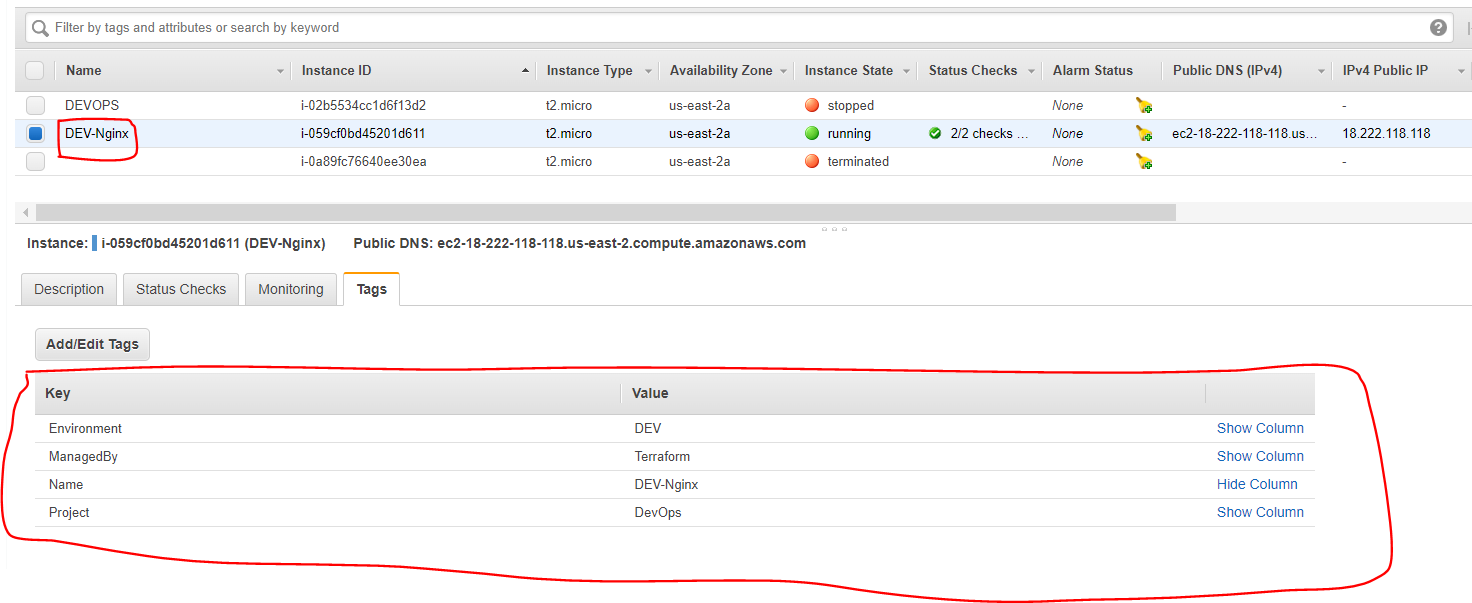 Filter by tags and attributes or search by keyword
Name Instance ID Instance Type Availability Zone Instance State Status Checks Alarm Status Public DNS (IPv4) IPv4 Public IP
DEVOPS i-02b5534cc1d6f13d2 t2.micro us-east-2a stopped None -
DEV-Nginx i-059cf0bd45201d611 t2.micro us-east-2a running 2/2 checks ... None ec2-18-222-118-118.us... 18.222.118.118
i-0a89fc76640ee30ea t2.micro us-east-2a terminated None -
Instance: i-059cf0bd45201d611 (DEV-Nginx) Public DNS: ec2-18-222-118-118.us-east-2.compute.amazonaws.com
Description Status Checks Monitoring Tags
Add/Edit Tags
Key Value
Environment DEV Show Column
ManagedBy Terraform Show Column
Name DEV-Nginx Hide Column
Project DevOps Show Column